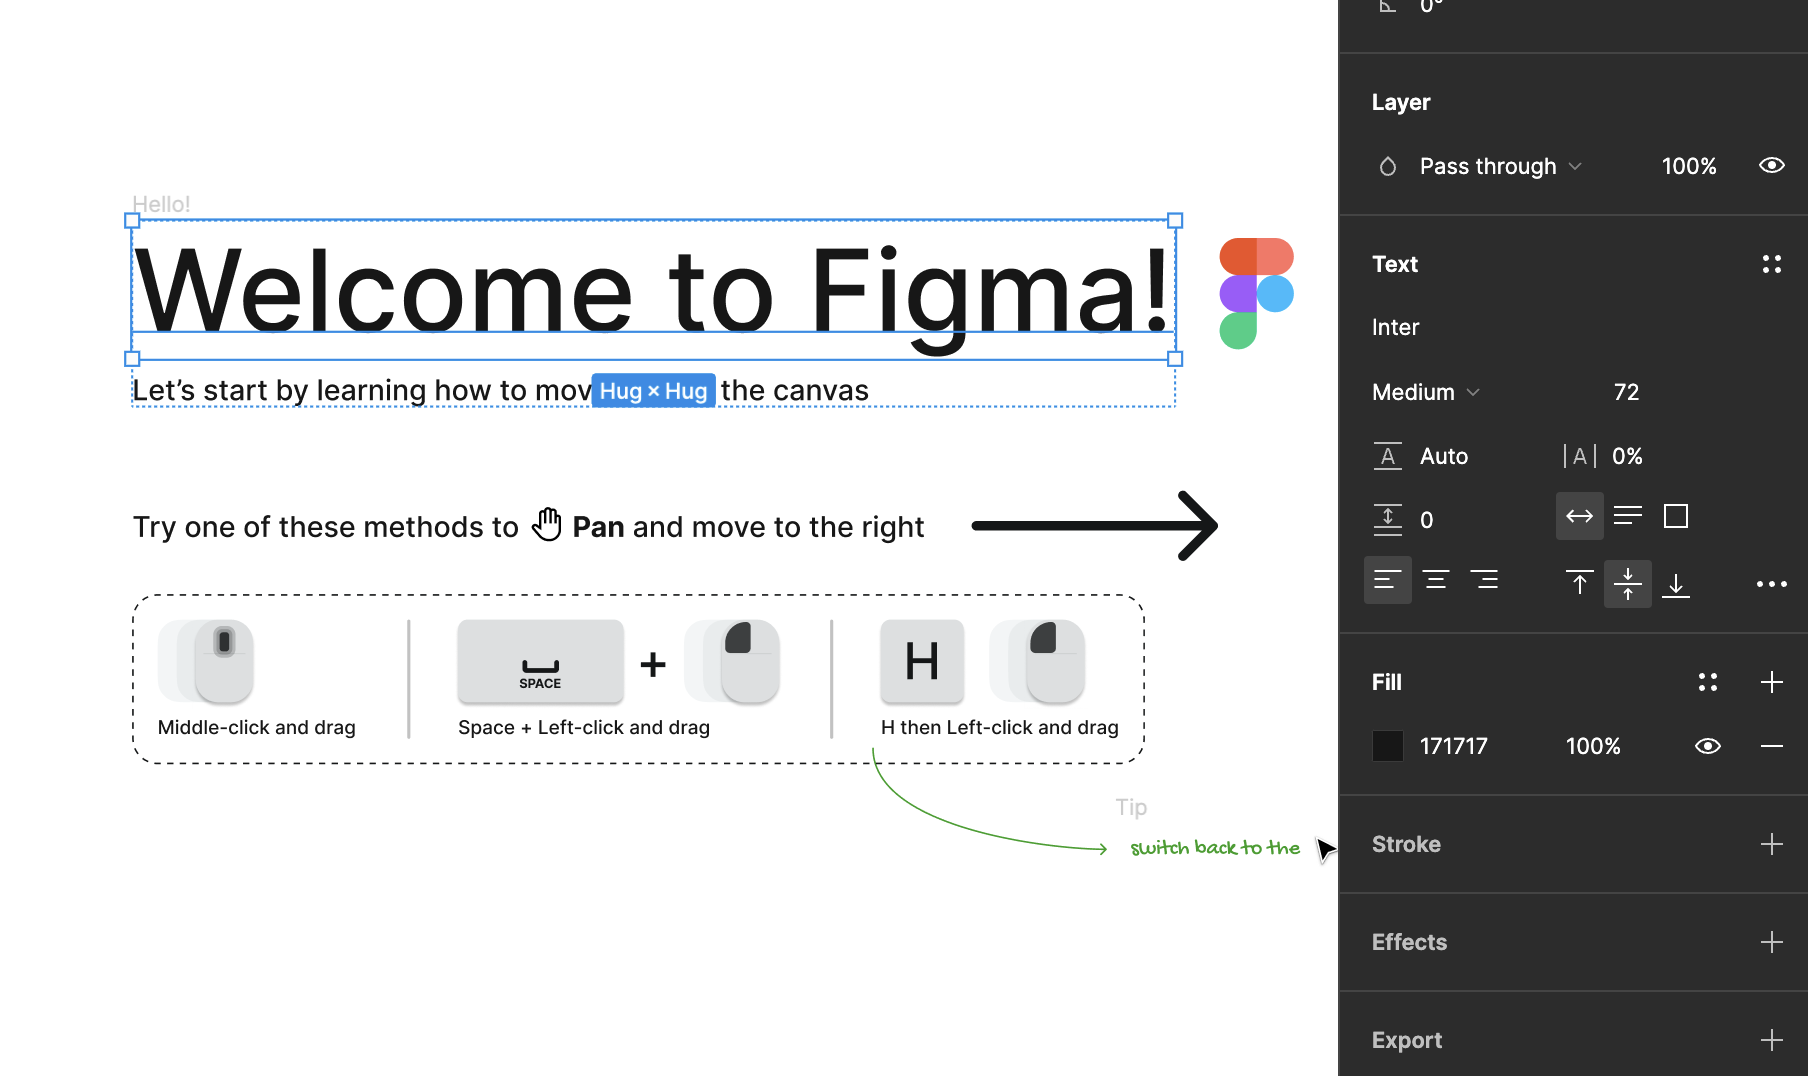 Hello!
Welcome to Figma!
Let’s start by learning how to mov
Hug × Hug
the canvas
Try one of these methods to Pan and move to the right
SPACE
+
H
Middle-click and drag
Space + Left-click and drag
H then Left-click and drag
Tip
switch back to the
0°
Layer
Pass through
100%
Text
Inter
Medium
72
A
Auto
|A|
0%
0
Fill
171717
100%
Stroke
Effects
Export